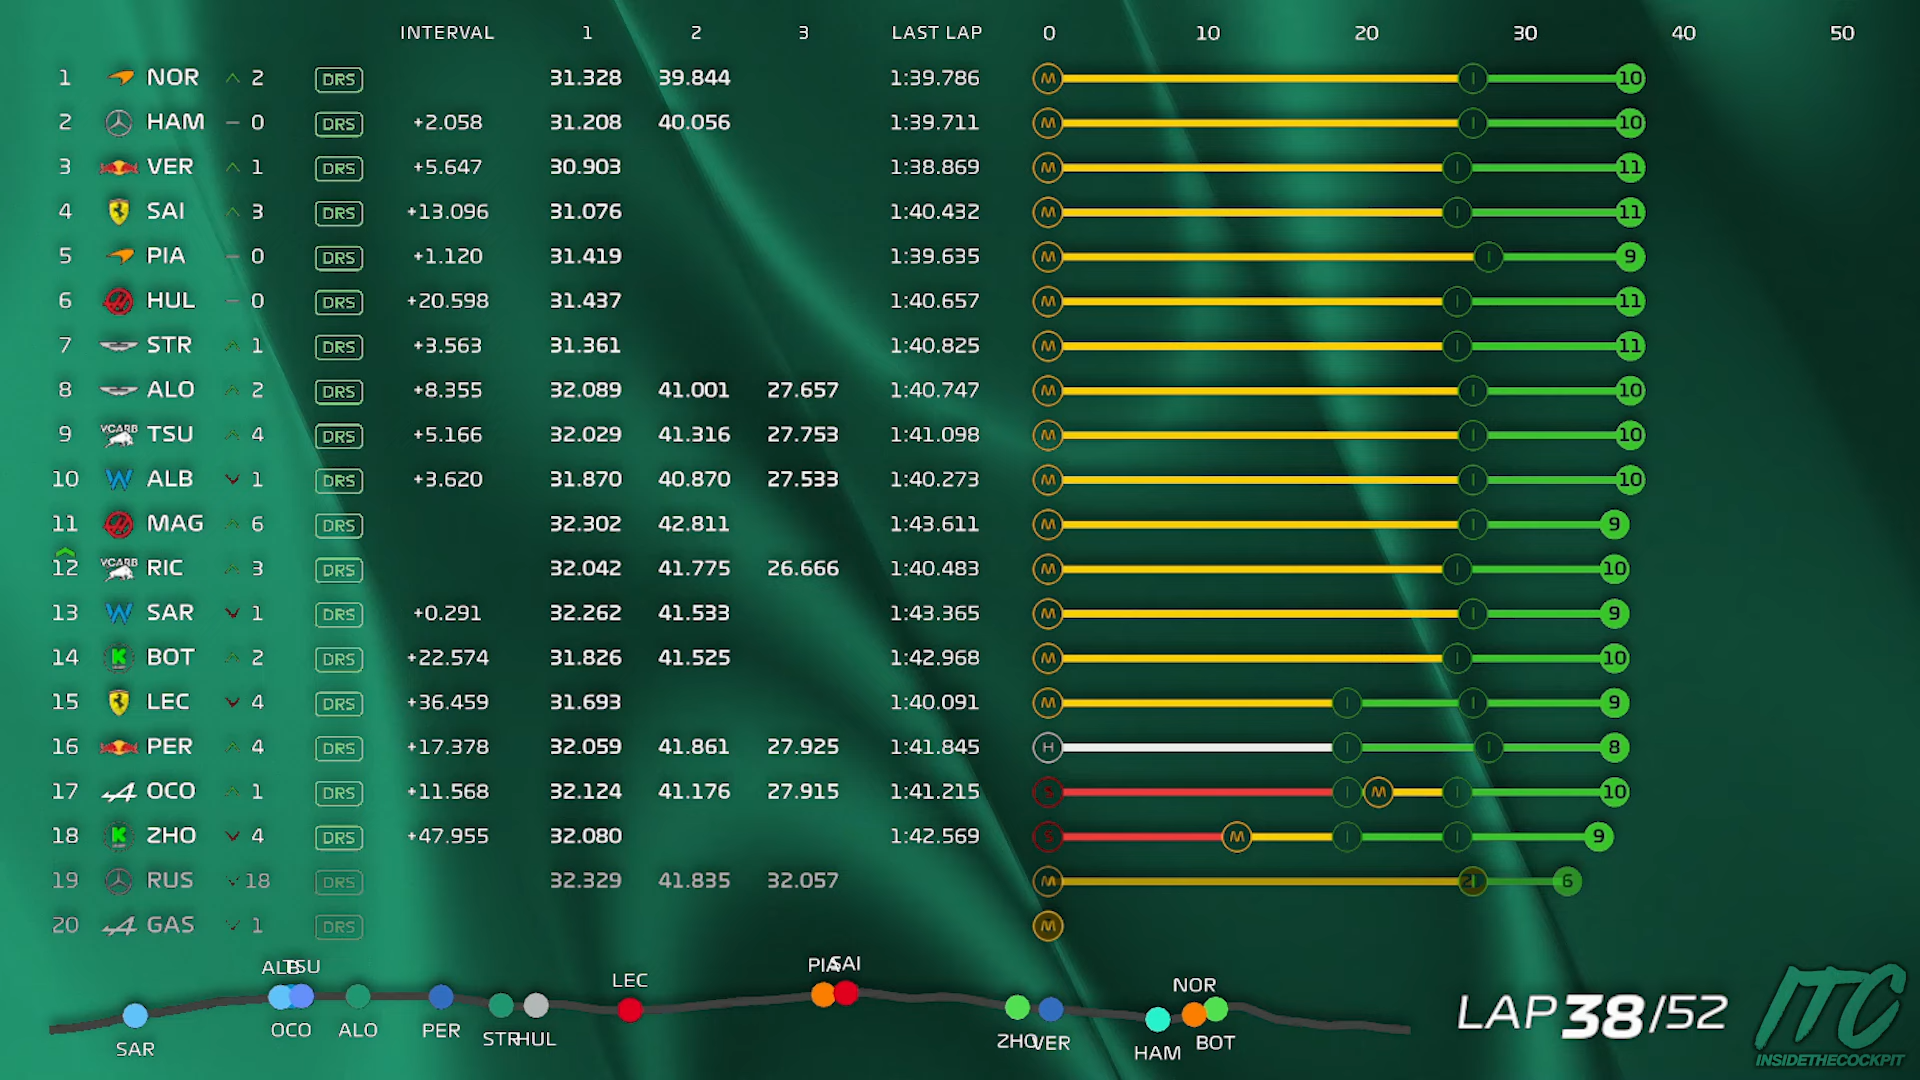 INTERVAL 1 2 3 LAST LAP 0 10 20 30 40 50
1 NOR 2 DRS 31.328 39.844 1:39.786 M I 10
2 HAM 0 DRS +2.058 31.208 40.056 1:39.711 M I 10
3 VER 1 DRS +5.647 30.903 1:38.869 M I 11
4 SAI 3 DRS +13.096 31.076 1:40.432 M I 11
5 PIA 0 DRS +1.120 31.419 1:39.635 M I 9
6 HUL 0 DRS +20.598 31.437 1:40.657 M I 11
7 STR 1 DRS +3.563 31.361 1:40.825 M I 11
8 ALO 2 DRS +8.355 32.089 41.001 27.657 1:40.747 M I 10
9 VCARB TSU 4 DRS +5.166 32.029 41.316 27.753 1:41.098 M I 10
10 ALB 1 DRS +3.620 31.870 40.870 27.533 1:40.273 M I 10
11 MAG 6 DRS 32.302 42.811 1:43.611 M I 9
12 VCARB RIC 3 DRS 32.042 41.775 26.666 1:40.483 M I 10
13 SAR 1 DRS +0.291 32.262 41.533 1:43.365 M I 9
14 K BOT 2 DRS +22.574 31.826 41.525 1:42.968 M I 10
15 LEC 4 DRS +36.459 31.693 1:40.091 M I I 9
16 PER 4 DRS +17.378 32.059 41.861 27.925 1:41.845 H I I 8
17 OCO 1 DRS +11.568 32.124 41.176 27.915 1:41.215 S I M I 10
18 K ZHO 4 DRS +47.955 32.080 1:42.569 S M I I 9
19 RUS 18 DRS 32.329 41.835 32.057 M I 6
20 GAS 1 DRS M
ALB TSU LEC PIA SAI NOR
SAR OCO ALO PER STR HUL ZHO VER HAM BOT
LAP 38/52
ITC
INSIDETHECOCKPIT